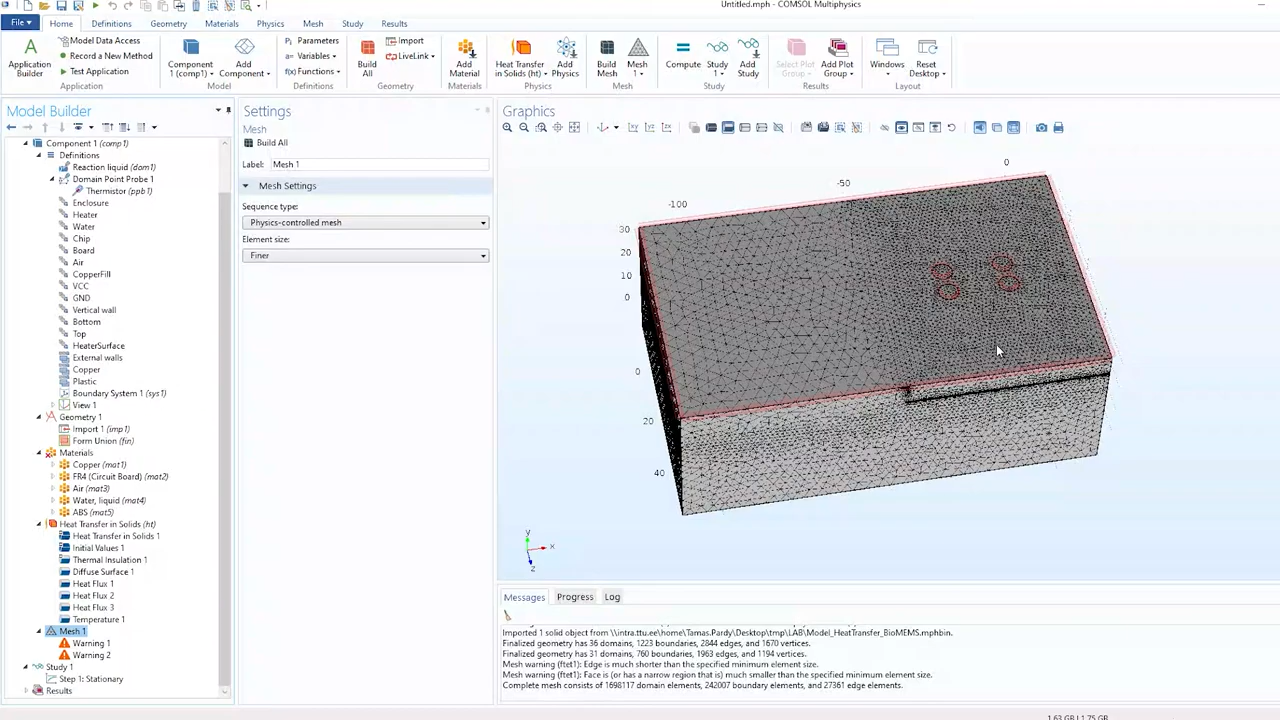 Untitled.mph - COMSOL Multiphysics
File Home Definitions Geometry Materials Physics Mesh Study Results
Application Builder
Model Data Access
Record a New Method
Test Application
Application
Component 1 (comp1)
Add Component
Model
Parameters
Variables
Functions
Definitions
Build All
Import
LiveLink
Geometry
Add Material
Materials
Heat Transfer in Solids (ht)
Add Physics
Physics
Build Mesh
Mesh 1
Mesh
Compute
Study 1
Add Study
Study
Select Plot Group
Add Plot Group
Results
Windows
Reset Desktop
Layout
Model Builder
Component 1 (comp1)
Definitions
Reaction liquid (dom1)
Domain Point Probe 1
Thermistor (ppb1)
Enclosure
Heater
Water
Chip
Board
Air
CopperFill
VCC
GND
Vertical wall
Bottom
Top
HeaterSurface
External walls
Copper
Plastic
Boundary System 1 (sys1)
View 1
Geometry 1
Import 1 (imp1)
Form Union (fin)
Materials
Copper (mat1)
FR4 (Circuit Board) (mat2)
Air (mat3)
Water, liquid (mat4)
ABS (mat5)
Heat Transfer in Solids (ht)
Heat Transfer in Solids 1
Initial Values 1
Thermal Insulation 1
Diffuse Surface 1
Heat Flux 1
Heat Flux 2
Heat Flux 3
Temperature 1
Mesh 1
Warning 1
Warning 2
Study 1
Step 1: Stationary
Results
Settings
Mesh
Build All
Label: Mesh 1
Mesh Settings
Sequence type:
Physics-controlled mesh
Element size:
Finer
Graphics
0
-50
-100
30
20
10
0
0
20
40
y
x
z
Messages Progress Log
Imported 1 solid object from \\intra.ttu.ee\home\Tamas.Pardy\Desktop\tmp\LAB\Model_HeatTransfer_BioMEMS.mphbin.
Finalized geometry has 36 domains, 1223 boundaries, 2844 edges, and 1670 vertices.
Finalized geometry has 31 domains, 760 boundaries, 1963 edges, and 1194 vertices.
Mesh warning (ftet1): Edge is much shorter than the specified minimum element size.
Mesh warning (ftet1): Face is (or has a narrow region that is) much smaller than the specified minimum element size.
Complete mesh consists of 1698117 domain elements, 242007 boundary elements, and 27361 edge elements.
1.63 GB | 1.75 GB